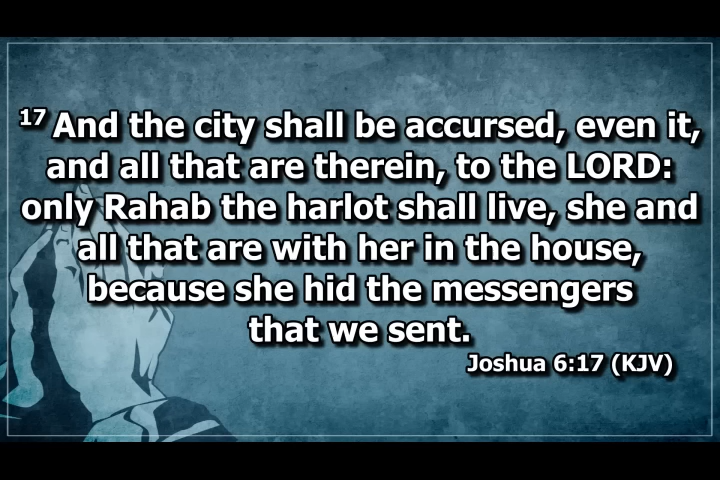 17 And the city shall be accursed, even it,
and all that are therein, to the LORD:
only Rahab the harlot shall live, she and
all that are with her in the house,
because she hid the messengers
that we sent.
Joshua 6:17 (KJV)